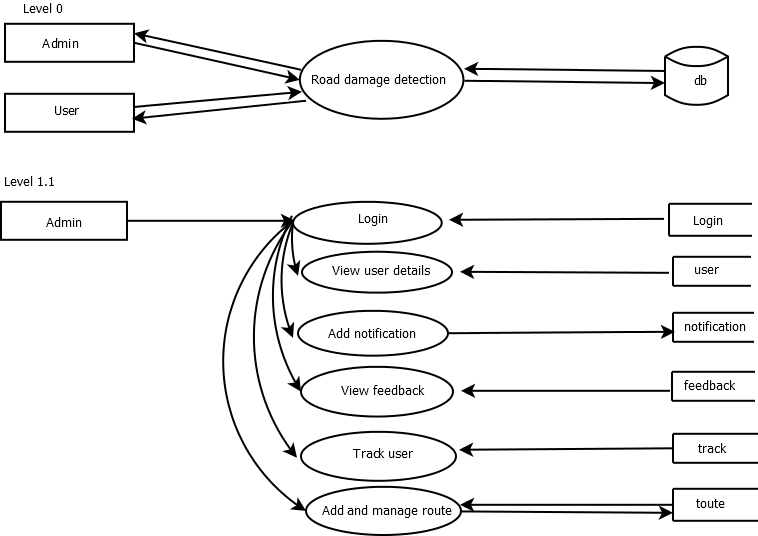 Level 0
Admin
Road damage detection
db
User
Level 1.1
Admin
Login
Login
View user details
user
Add notification
notification
View feedback
feedback
Track user
track
Add and manage route
toute